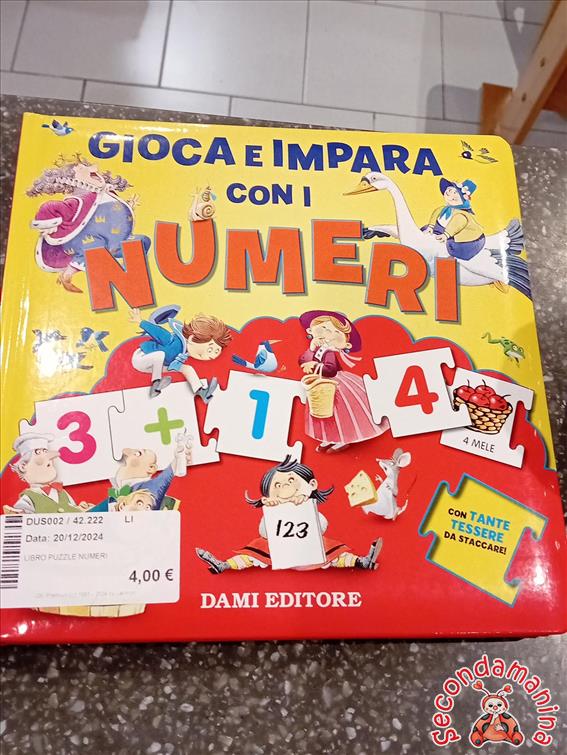 GIOCA E IMPARA
CON I
NUMERI
3 + 1 4
4 MELE
123
CON TANTE
TESSERE
DA STACCARE!
DUS002 / 42.222 LI
Data: 20/12/2024
LIBRO PUZZLE NUMERI
4,00 €
DAMI EDITORE
Secondamanina